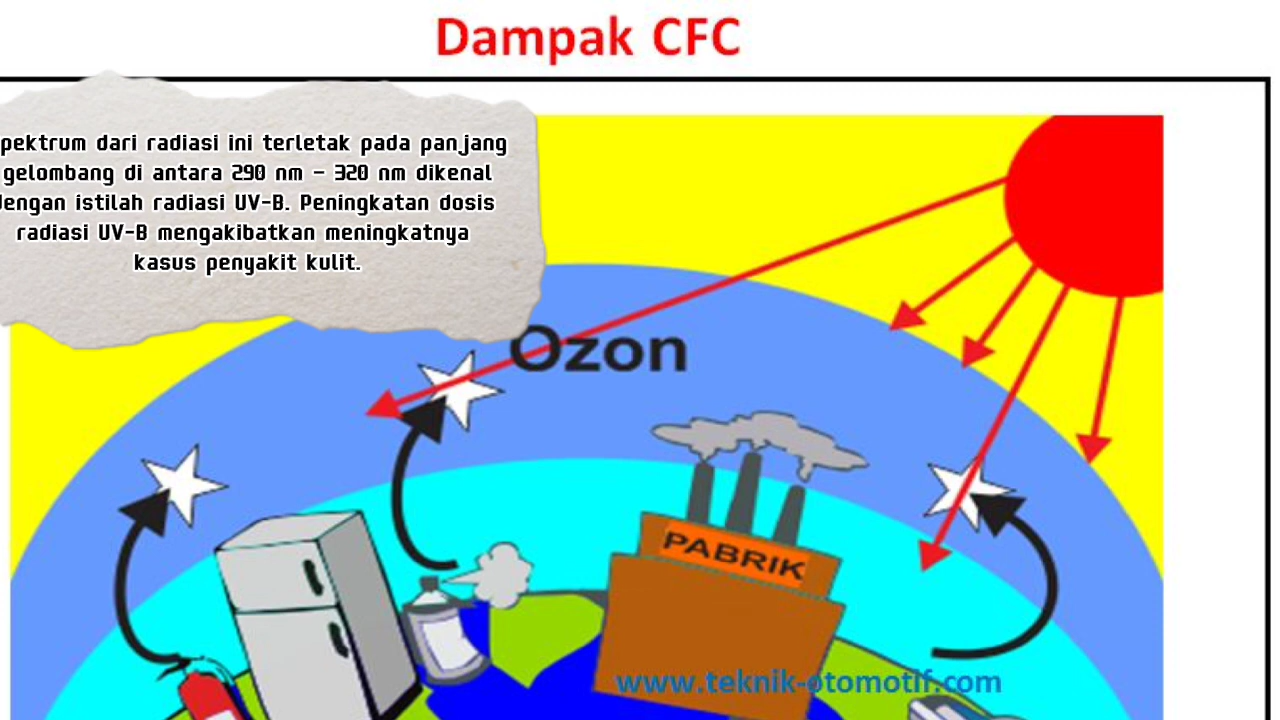 Dampak CFC
pektrum dari radiasi ini terletak pada panjang
gelombang di antara 290 nm – 320 nm dikenal
dengan istilah radiasi UV-B. Peningkatan dosis
radiasi UV-B mengakibatkan meningkatnya
kasus penyakit kulit.
Ozon
PABRIK
www.teknik-otomotif.com